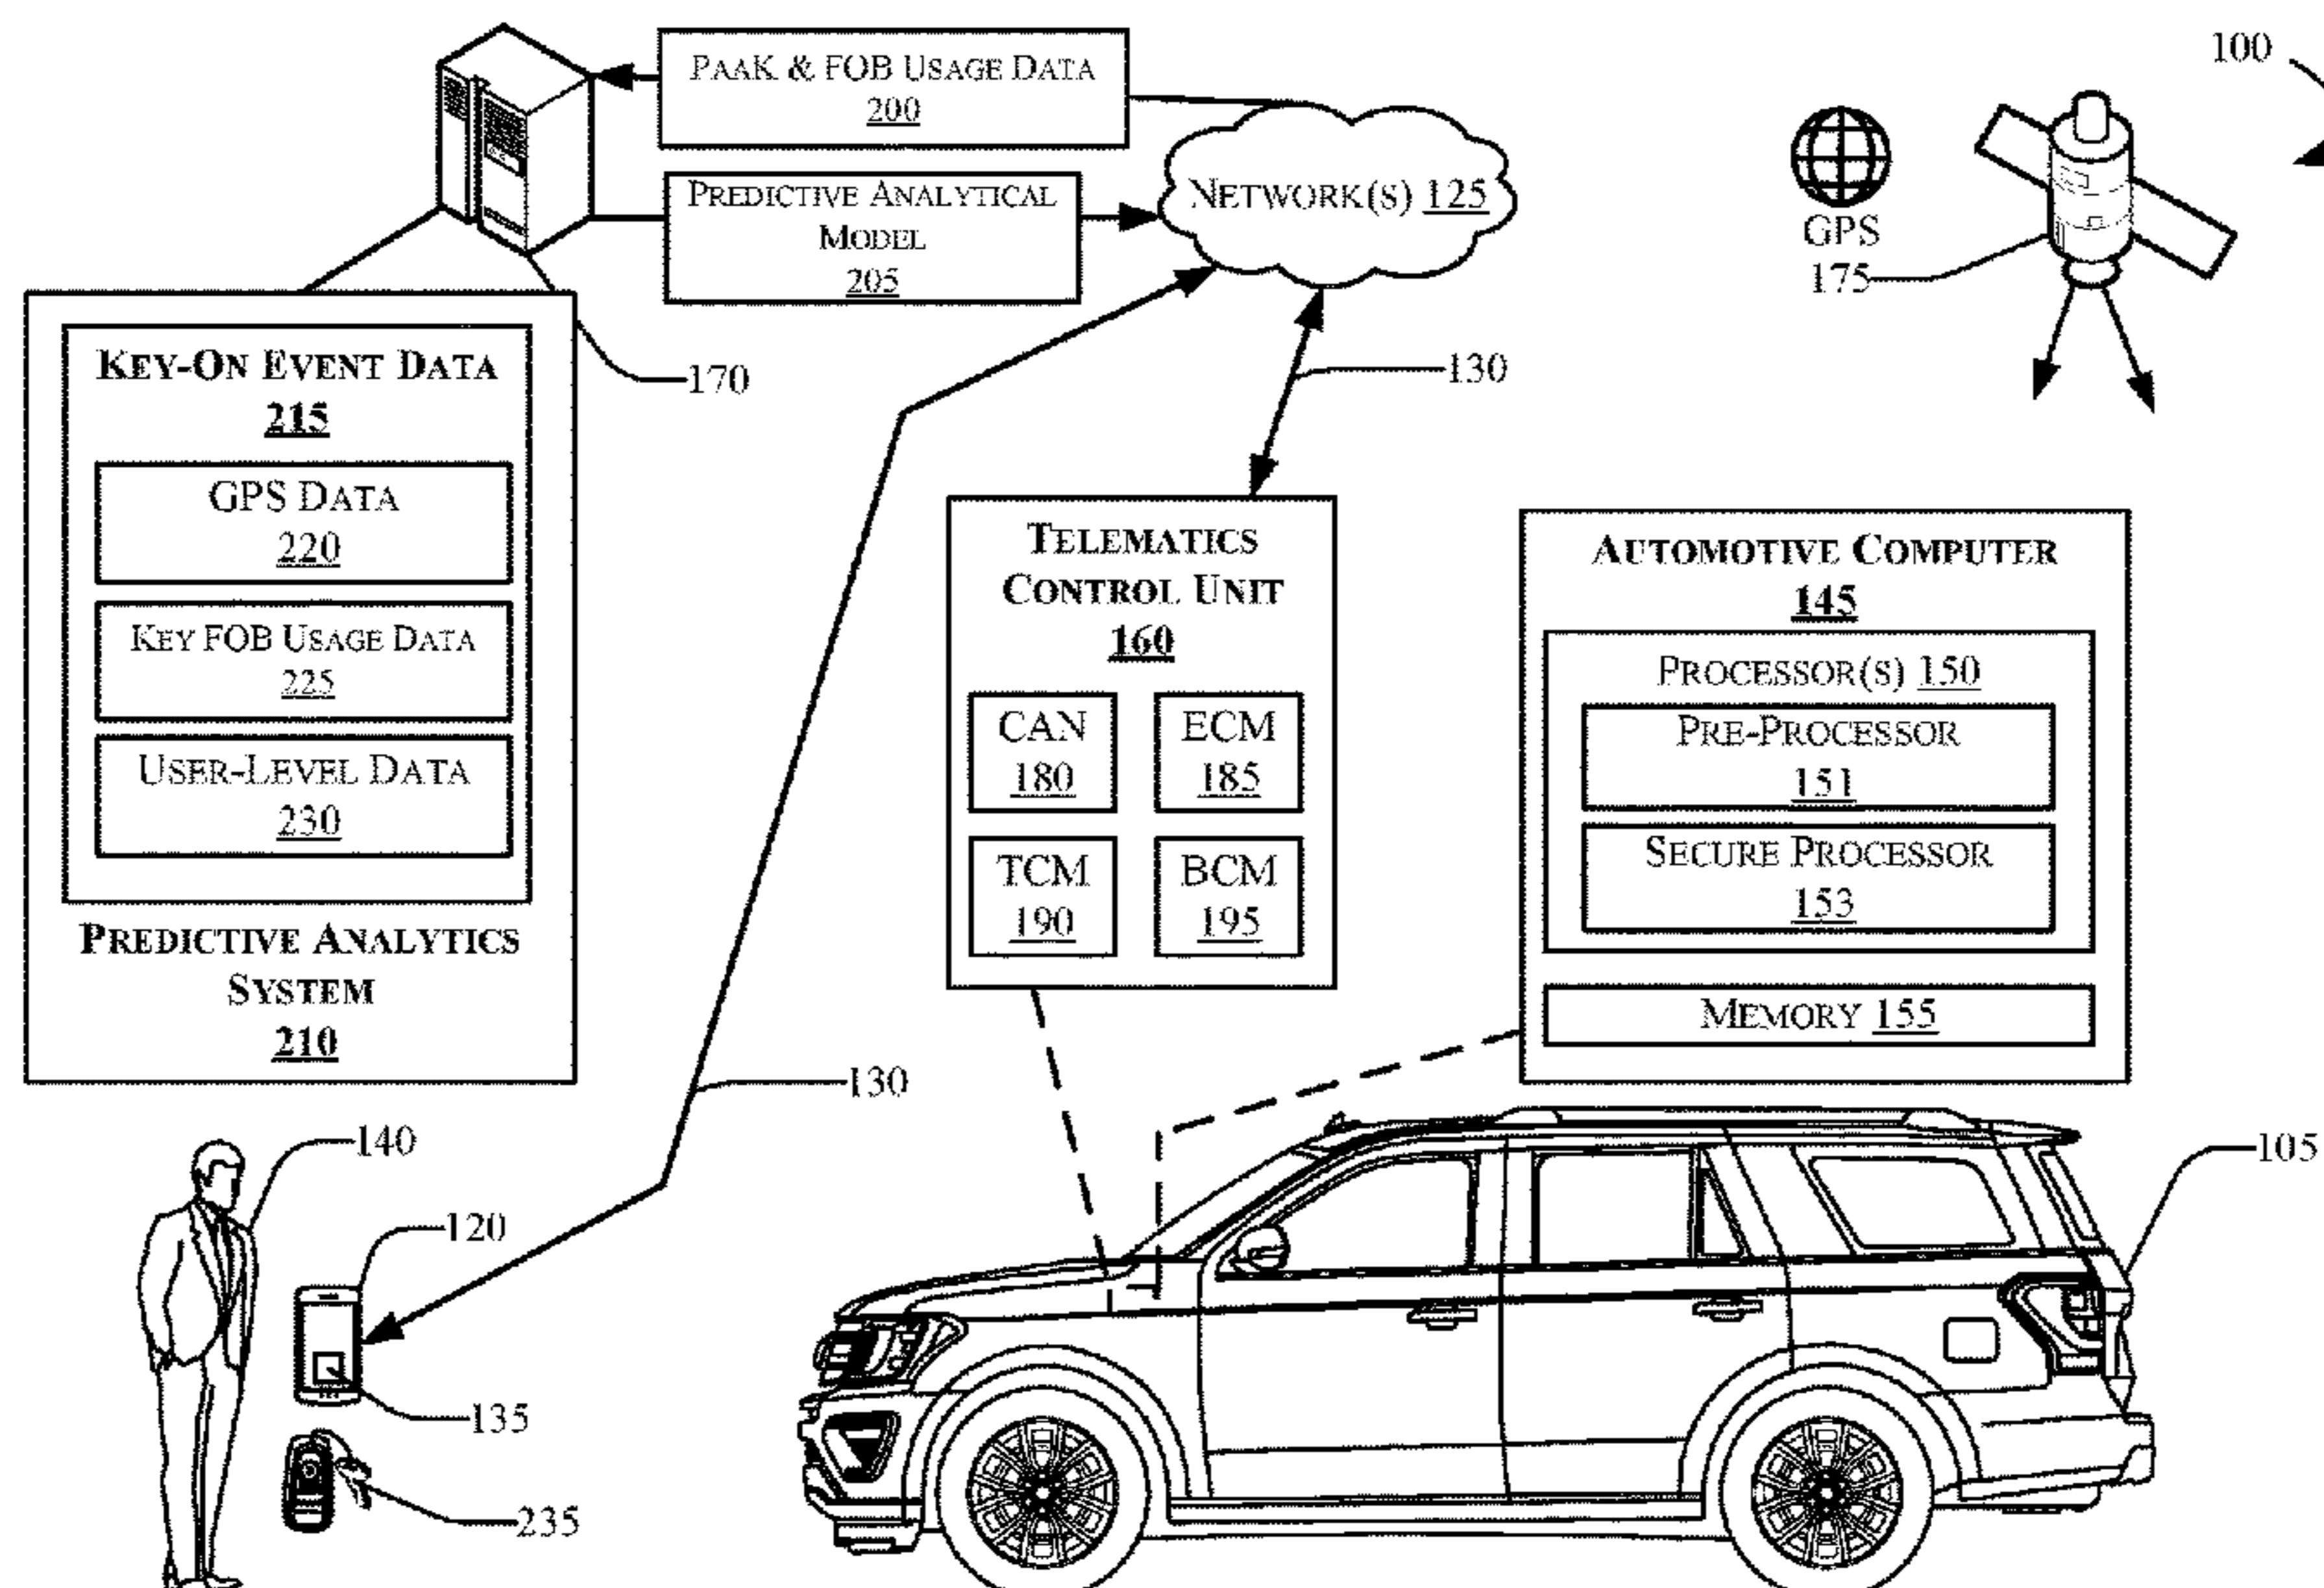 PAAK & FOB USAGE DATA
200
100
PREDICTIVE ANALYTICAL
MODEL
205
NETWORK(S) 125
GPS
175
170
130
KEY-ON EVENT DATA
215
GPS DATA
220
KEY FOB USAGE DATA
225
USER-LEVEL DATA
230
PREDICTIVE ANALYTICS
SYSTEM
210
TELEMATICS
CONTROL UNIT
160
CAN
180
ECM
185
TCM
190
BCM
195
AUTOMOTIVE COMPUTER
145
PROCESSOR(S) 150
PRE-PROCESSOR
151
SECURE PROCESSOR
153
MEMORY 155
130
140
120
135
235
105